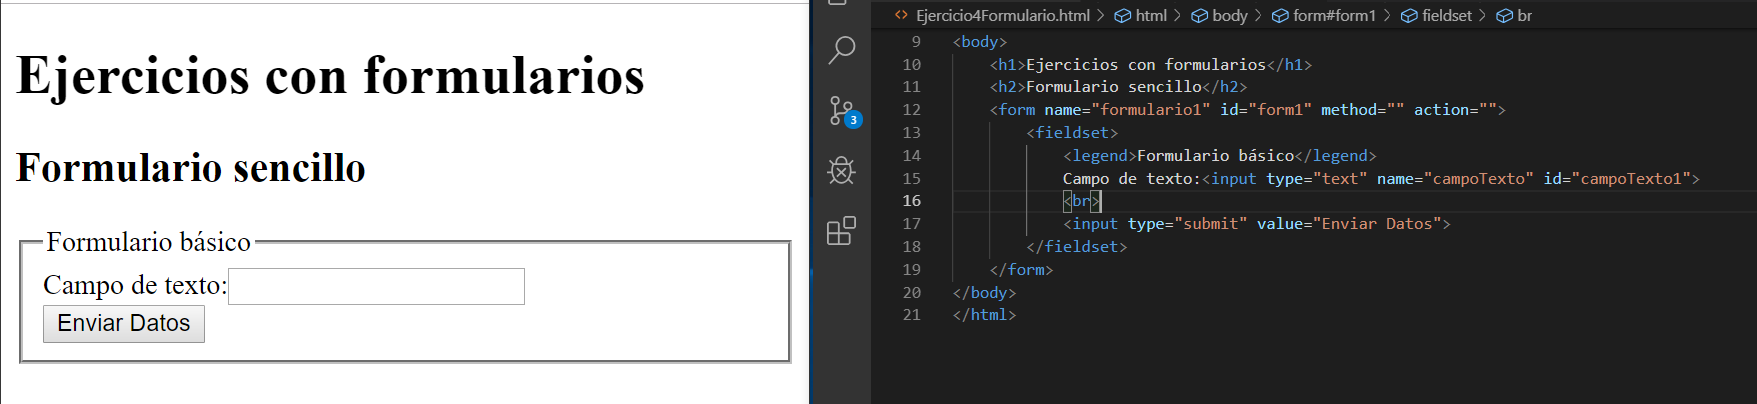 Ejercicios con formularios
Formulario sencillo
Formulario básico
Campo de texto:
Enviar Datos
3
<> Ejercicio4Formulario.html > html > body > form#form1 > fieldset > br
9 <body>
10 <h1>Ejercicios con formularios</h1>
11 <h2>Formulario sencillo</h2>
12 <form name="formulario1" id="form1" method="" action="">
13 <fieldset>
14 <legend>Formulario básico</legend>
15 Campo de texto:<input type="text" name="campoTexto" id="campoTexto1">
16 <br>
17 <input type="submit" value="Enviar Datos">
18 </fieldset>
19 </form>
20 </body>
21 </html>